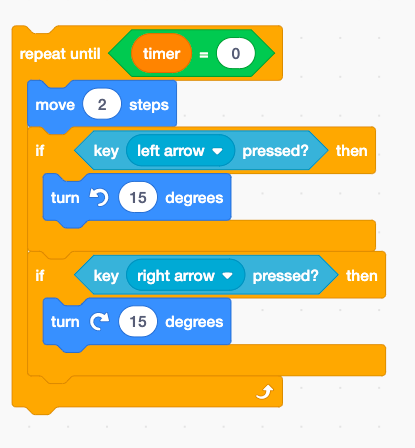 repeat until timer = 0
move 2 steps
if key left arrow pressed? then
turn 15 degrees
if key right arrow pressed? then
turn 15 degrees